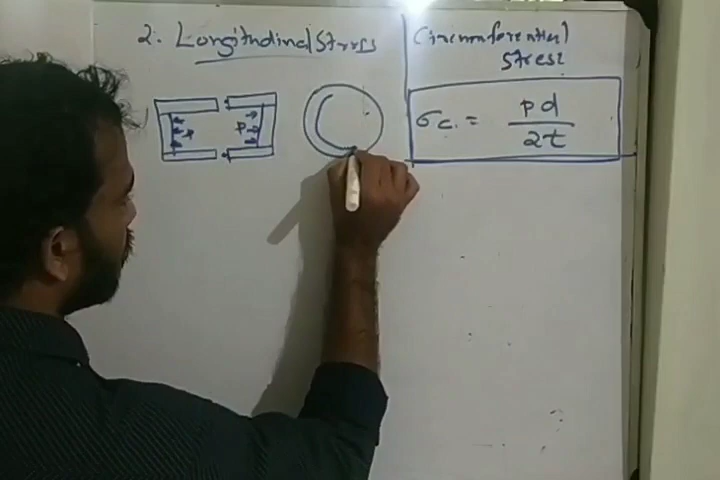 2. Longitudinal Stress
P
P
Circumferential
Stress
σc. = pd / 2t